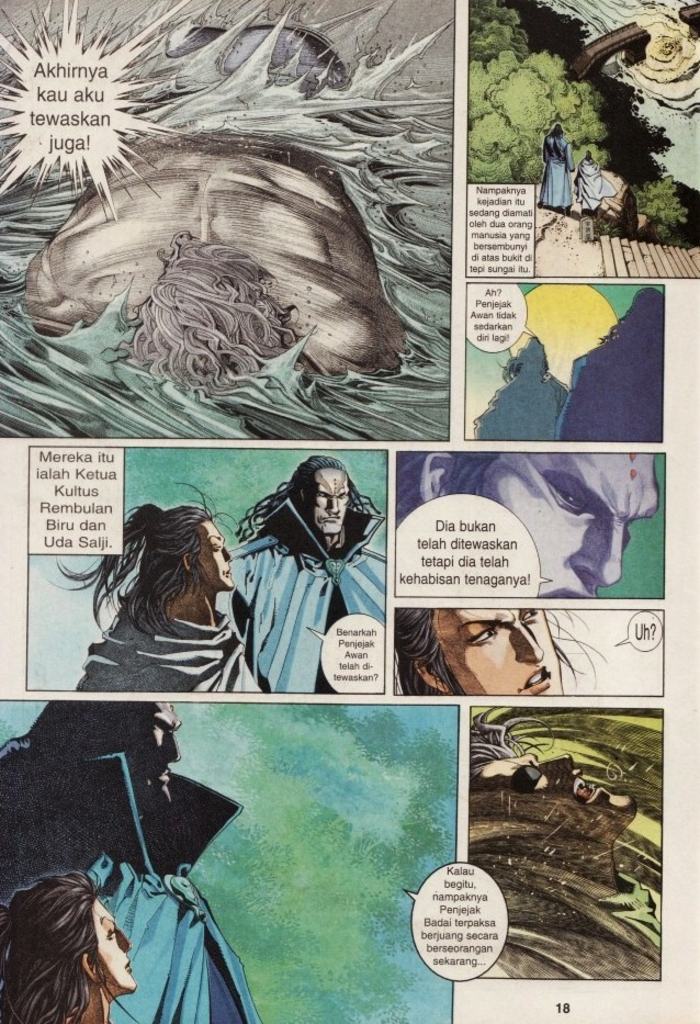 Akhirnya
kau aku
tewaskan
juga!
Nampaknya
kejadian itu
sedang diamati
oleh dua orang
manusia yang
bersembunyi
di atas bukit di
tepi sungai itu.
Ah?
Penjejak
Awan tidak
sedarkan
diri lagi!
Mereka itu
ialah Ketua
Kultus
Rembulan
Biru dan
Uda Salji.
Benarkah
Penjejak
Awan
telah di-
tewaskan?
Dia bukan
telah ditewaskan
tetapi dia telah
kehabisan tenaganya!
Uh?
Kalau
begitu,
nampaknya
Penjejak
Badai terpaksa
berjuang secara
berseorangan
sekarang...
18